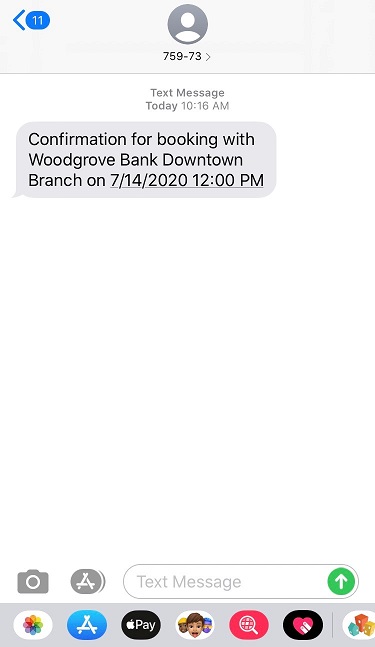 11
759-73
Text Message
Today 10:16 AM
Confirmation for booking with
Woodgrove Bank Downtown
Branch on 7/14/2020 12:00 PM
Text Message
Pay